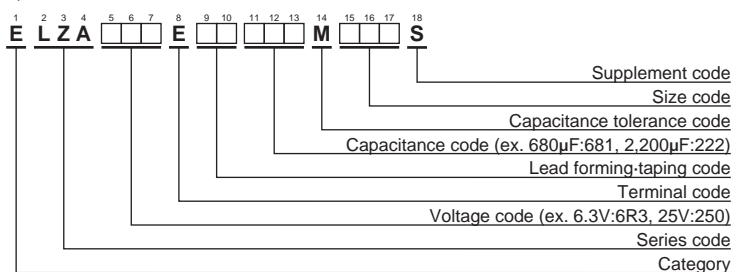 1 2 3 4 5 6 7 8 9 10 11 12 13 14 15 16 17 18
E L Z A □□□ E □□ □□□ M □□□ S
Supplement code
Size code
Capacitance tolerance code
Capacitance code (ex. 680μF:681, 2,200μF:222)
Lead forming·taping code
Terminal code
Voltage code (ex. 6.3V:6R3, 25V:250)
Series code
Category